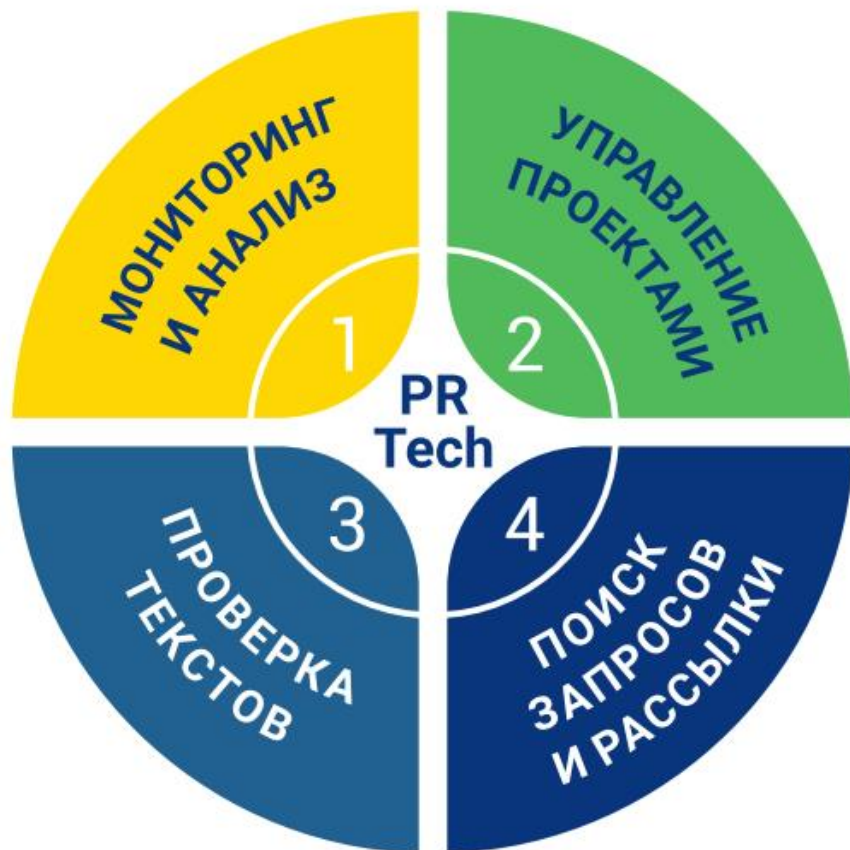 МОНИТОРИНГ
И АНАЛИЗ
1
УПРАВЛЕНИЕ
ПРОЕКТАМИ
2
PR
Tech
3
ПРОВЕРКА
ТЕКСТОВ
4
ПОИСК
ЗАПРОСОВ
И РАССЫЛКИ